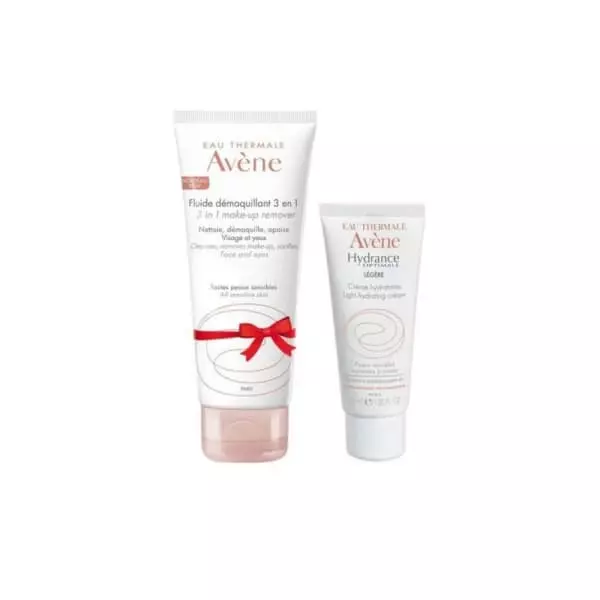 EAU THERMALE
Avène
Fluide démaquillant 3 en 1
3 in 1 make-up remover
Nettoie, démaquille, apaise
Visage et yeux
Cleanses, removes make-up, soothes
Face and eyes
Toutes peaux sensibles
All sensitive skin
PARIS
EAU THERMALE
Avène
Hydrance
OPTIMALE
LÉGÈRE
Crème hydratante
Light hydrating cream